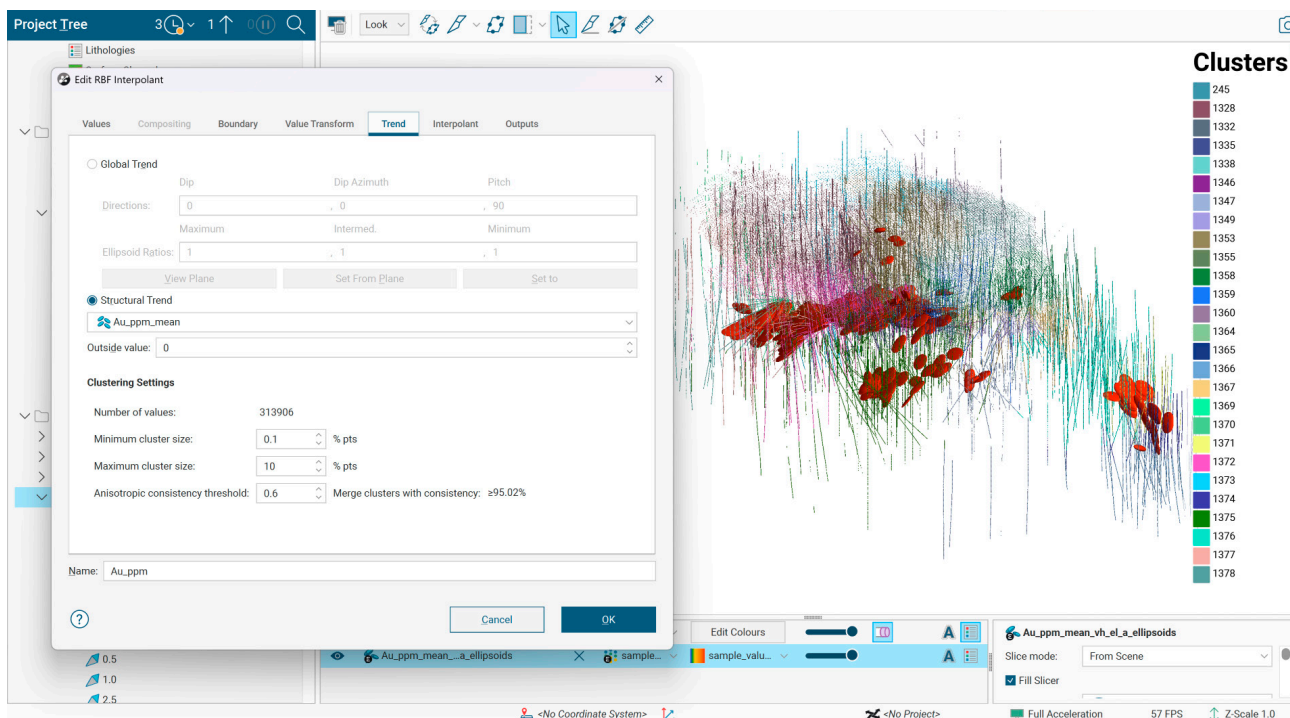 Project Tree
3
1
0
Look
Lithologies
Edit RBF Interpolant
Values Compositing Boundary Value Transform Trend Interpolant Outputs
Global Trend
Dip Dip Azimuth Pitch
Directions: 0 , 0 , 90
Maximum Intermed. Minimum
Ellipsoid Ratios: 1 , 1 , 1
View Plane Set From Plane Set to
Structural Trend
Au_ppm_mean
Outside value: 0
Clustering Settings
Number of values: 313906
Minimum cluster size: 0.1 % pts
Maximum cluster size: 10 % pts
Anisotropic consistency threshold: 0.6 Merge clusters with consistency: ≥95.02%
Name: Au_ppm
Cancel OK
0.5
1.0
2.5
Clusters
245
1328
1332
1335
1338
1346
1347
1349
1353
1355
1358
1359
1360
1364
1365
1366
1367
1369
1370
1371
1372
1373
1374
1375
1376
1377
1378
Edit Colours A
Au_ppm_mean_...a_ellipsoids sample... sample_valu... A
Au_ppm_mean_vh_el_a_ellipsoids
Slice mode: From Scene
Fill Slicer
<No Coordinate System> <No Project> Full Acceleration 57 FPS Z-Scale 1.0